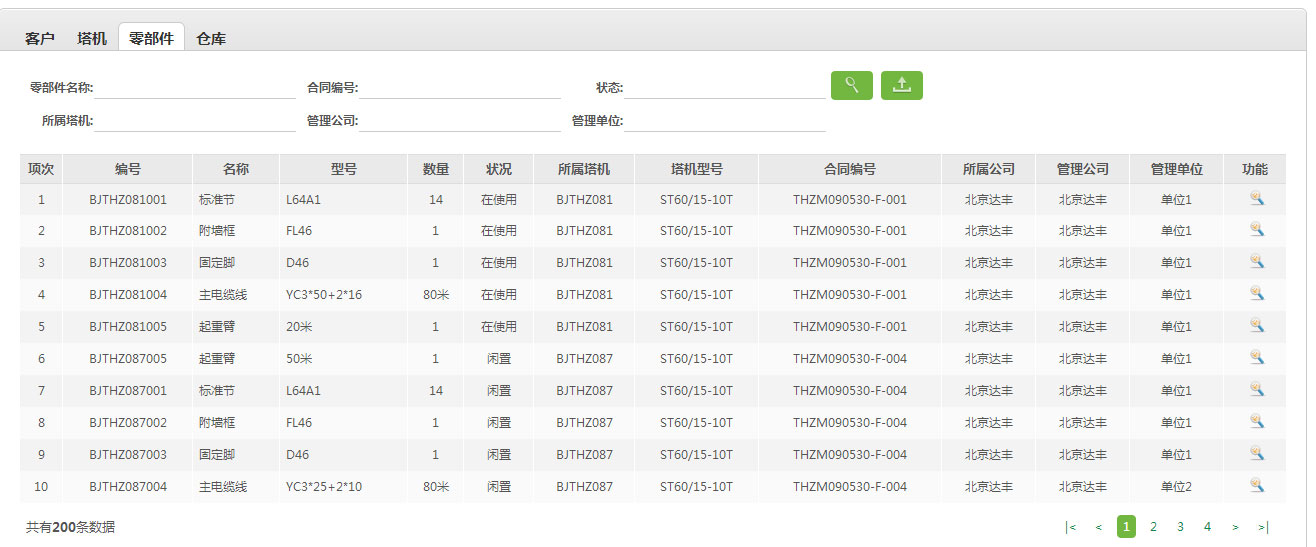 客户 塔机 零部件 仓库
零部件名称: 合同编号: 状态:
所属塔机: 管理公司: 管理单位:
项次 编号 名称 型号 数量 状况 所属塔机 塔机型号 合同编号 所属公司 管理公司 管理单位 功能
1 BJTHZ081001 标准节 L64A1 14 在使用 BJTHZ081 ST60/15-10T THZM090530-F-001 北京达丰 北京达丰 单位1
2 BJTHZ081002 附墙框 FL46 1 在使用 BJTHZ081 ST60/15-10T THZM090530-F-001 北京达丰 北京达丰 单位1
3 BJTHZ081003 固定脚 D46 1 在使用 BJTHZ081 ST60/15-10T THZM090530-F-001 北京达丰 北京达丰 单位1
4 BJTHZ081004 主电缆线 YC3*50+2*16 80米 在使用 BJTHZ081 ST60/15-10T THZM090530-F-001 北京达丰 北京达丰 单位1
5 BJTHZ081005 起重臂 20米 1 在使用 BJTHZ081 ST60/15-10T THZM090530-F-001 北京达丰 北京达丰 单位1
6 BJTHZ087005 起重臂 50米 1 闲置 BJTHZ087 ST60/15-10T THZM090530-F-004 北京达丰 北京达丰 单位1
7 BJTHZ087001 标准节 L64A1 14 闲置 BJTHZ087 ST60/15-10T THZM090530-F-004 北京达丰 北京达丰 单位1
8 BJTHZ087002 附墙框 FL46 1 闲置 BJTHZ087 ST60/15-10T THZM090530-F-004 北京达丰 北京达丰 单位1
9 BJTHZ087003 固定脚 D46 1 闲置 BJTHZ087 ST60/15-10T THZM090530-F-004 北京达丰 北京达丰 单位1
10 BJTHZ087004 主电缆线 YC3*25+2*10 80米 闲置 BJTHZ087 ST60/15-10T THZM090530-F-004 北京达丰 北京达丰 单位2
共有200条数据 |< < 1 2 3 4 > >|